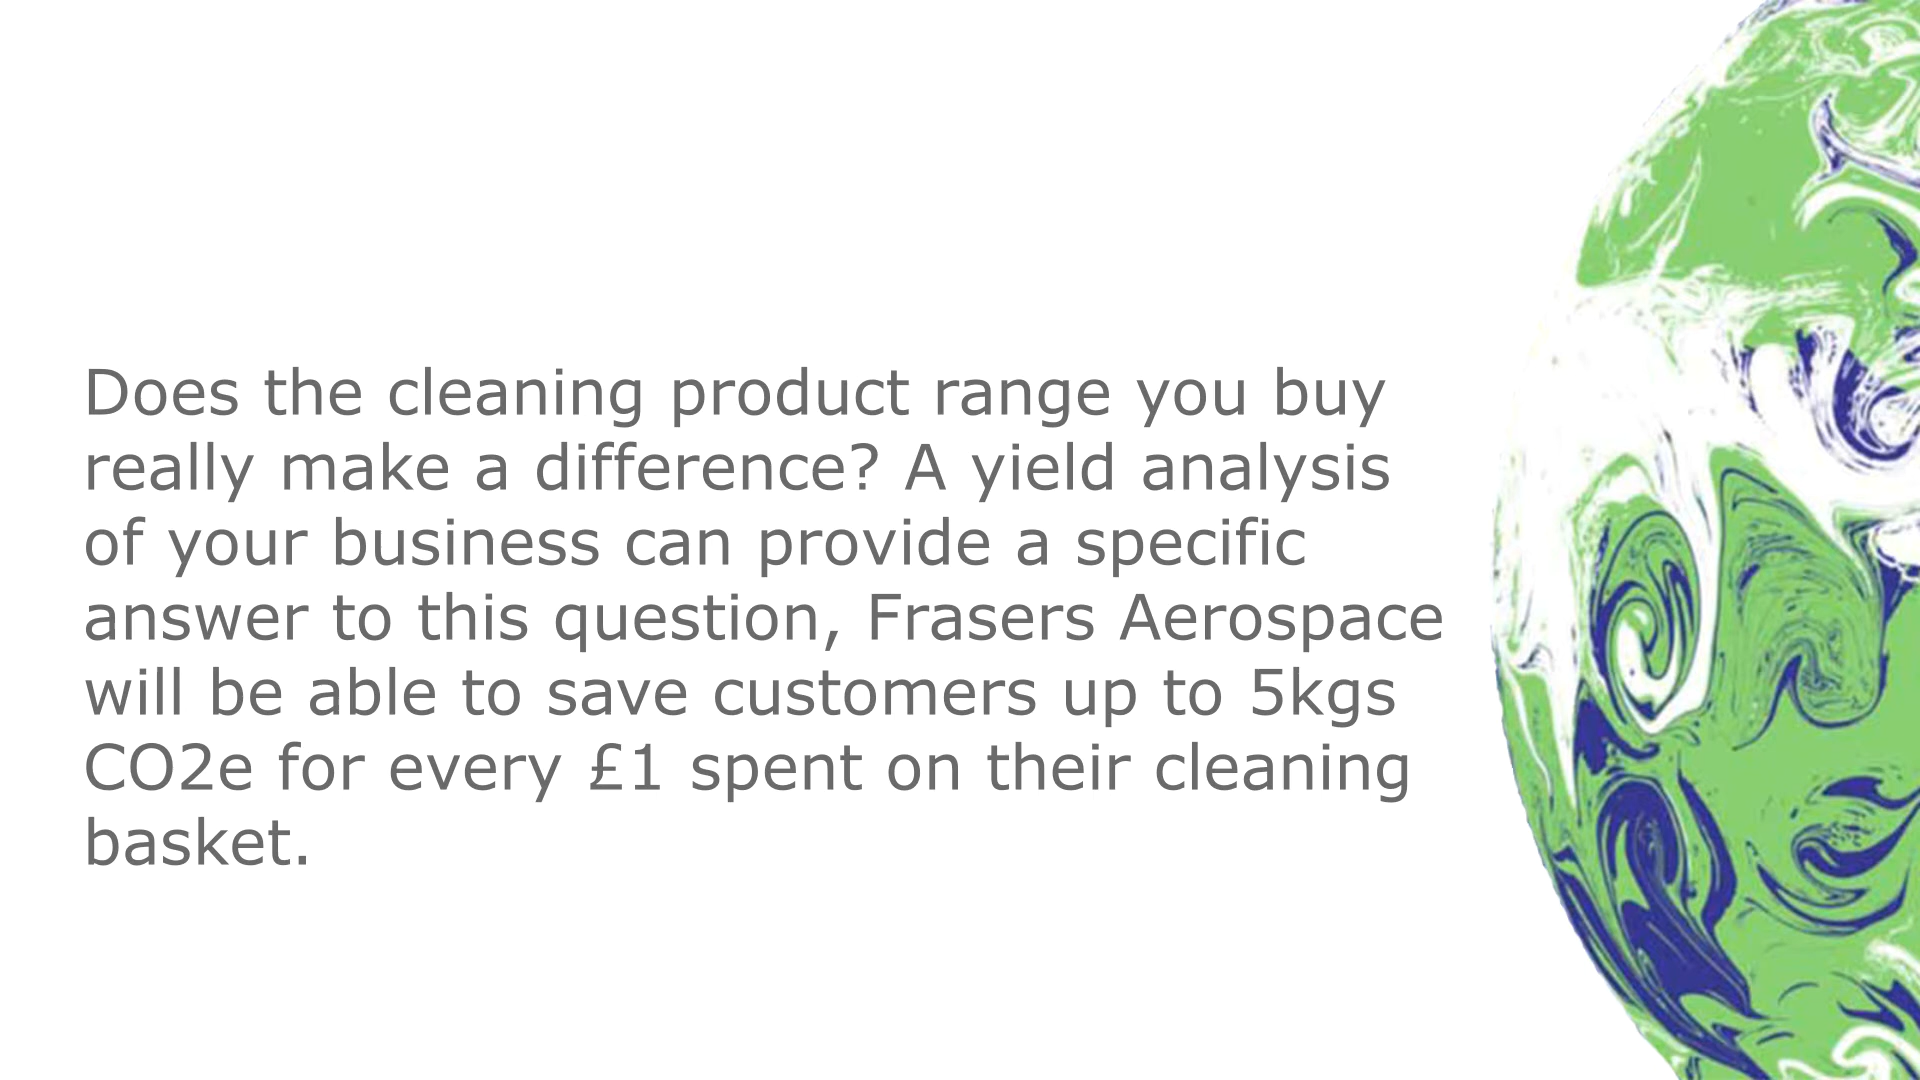 Does the cleaning product range you buy
really make a difference? A yield analysis
of your business can provide a specific
answer to this question, Frasers Aerospace
will be able to save customers up to 5kgs
CO2e for every £1 spent on their cleaning
basket.